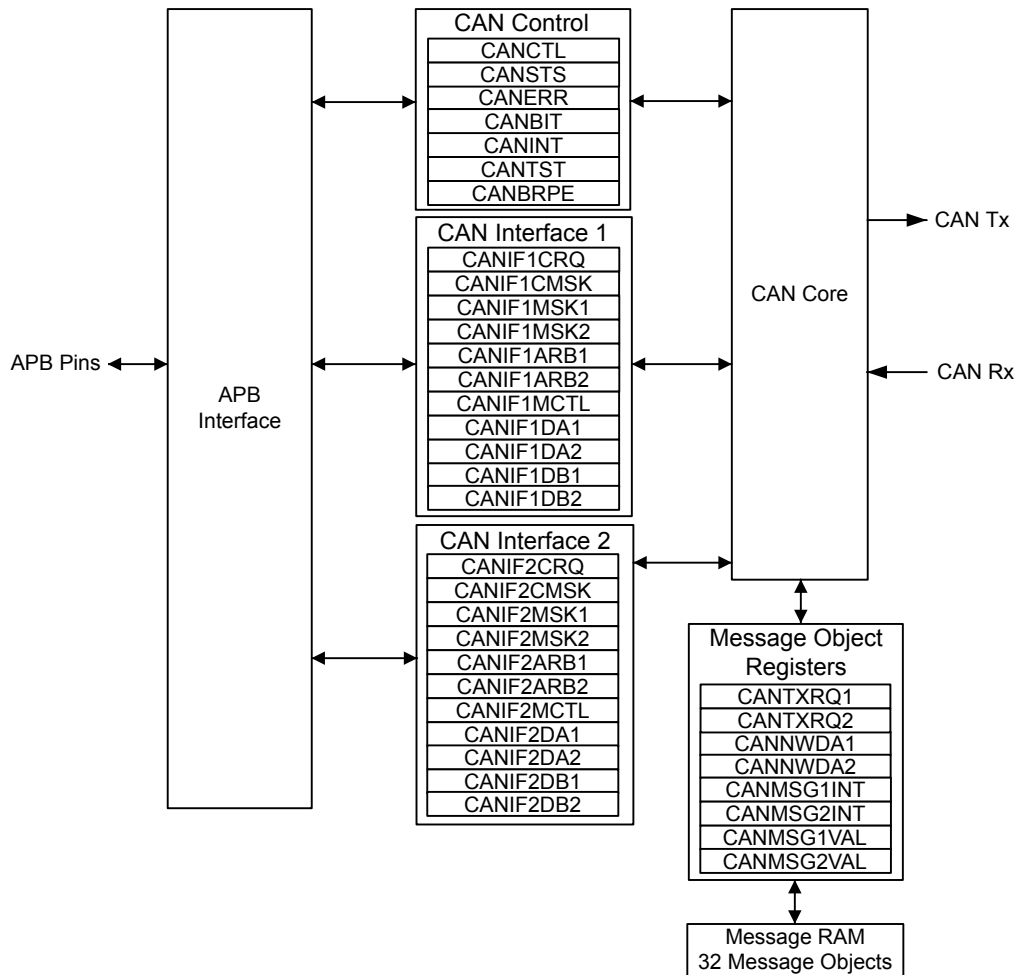 CAN Control
CANCTL
CANSTS
CANERR
CANBIT
CANINT
CANTST
CANBRPE
CAN Interface 1
CANIF1CRQ
CANIF1CMSK
CANIF1MSK1
CANIF1MSK2
CANIF1ARB1
CANIF1ARB2
CANIF1MCTL
CANIF1DA1
CANIF1DA2
CANIF1DB1
CANIF1DB2
CAN Interface 2
CANIF2CRQ
CANIF2CMSK
CANIF2MSK1
CANIF2MSK2
CANIF2ARB1
CANIF2ARB2
CANIF2MCTL
CANIF2DA1
CANIF2DA2
CANIF2DB1
CANIF2DB2
APB Pins
APB
Interface
CAN Core
CAN Tx
CAN Rx
Message Object
Registers
CANTXRQ1
CANTXRQ2
CANNWDA1
CANNWDA2
CANMSG1INT
CANMSG2INT
CANMSG1VAL
CANMSG2VAL
Message RAM
32 Message Objects